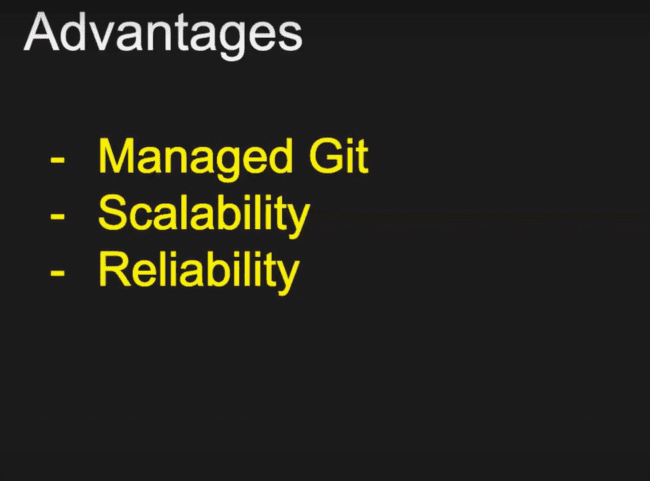 Advantages
- Managed Git
- Scalability
- Reliability